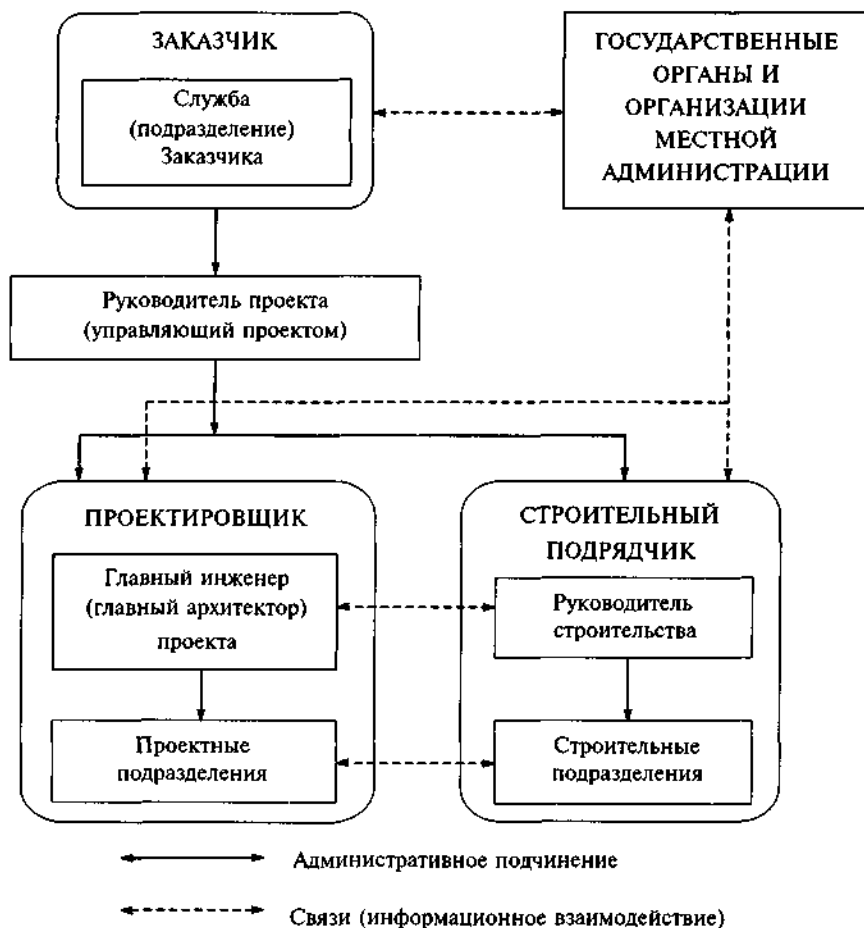 ЗАКАЗЧИК
Служба
(подразделение)
Заказчика
ГОСУДАРСТВЕННЫЕ
ОРГАНЫ И
ОРГАНИЗАЦИИ
МЕСТНОЙ
АДМИНИСТРАЦИИ
Руководитель проекта
(управляющий проектом)
ПРОЕКТИРОВЩИК
Главный инженер
(главный архитектор)
проекта
Проектные
подразделения
СТРОИТЕЛЬНЫЙ
ПОДРЯДЧИК
Руководитель
строительства
Строительные
подразделения
Административное подчинение
Связи (информационное взаимодействие)